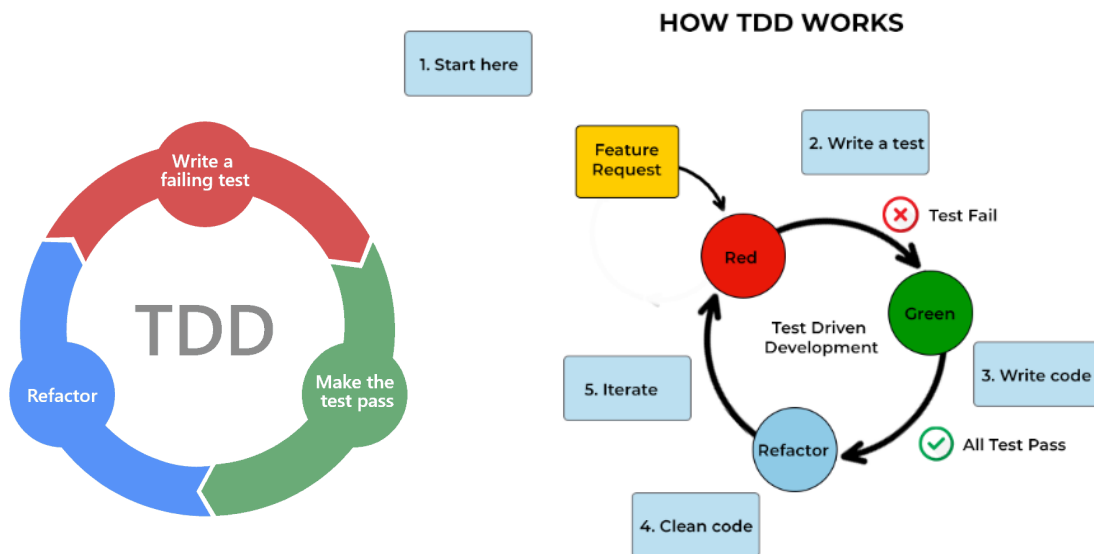 Write a
failing test
TDD
Refactor
Make the
test pass
HOW TDD WORKS
1. Start here
Feature
Request
2. Write a test
Test Fail
Red
Green
Test Driven
Development
3. Write code
5. Iterate
All Test Pass
Refactor
4. Clean code